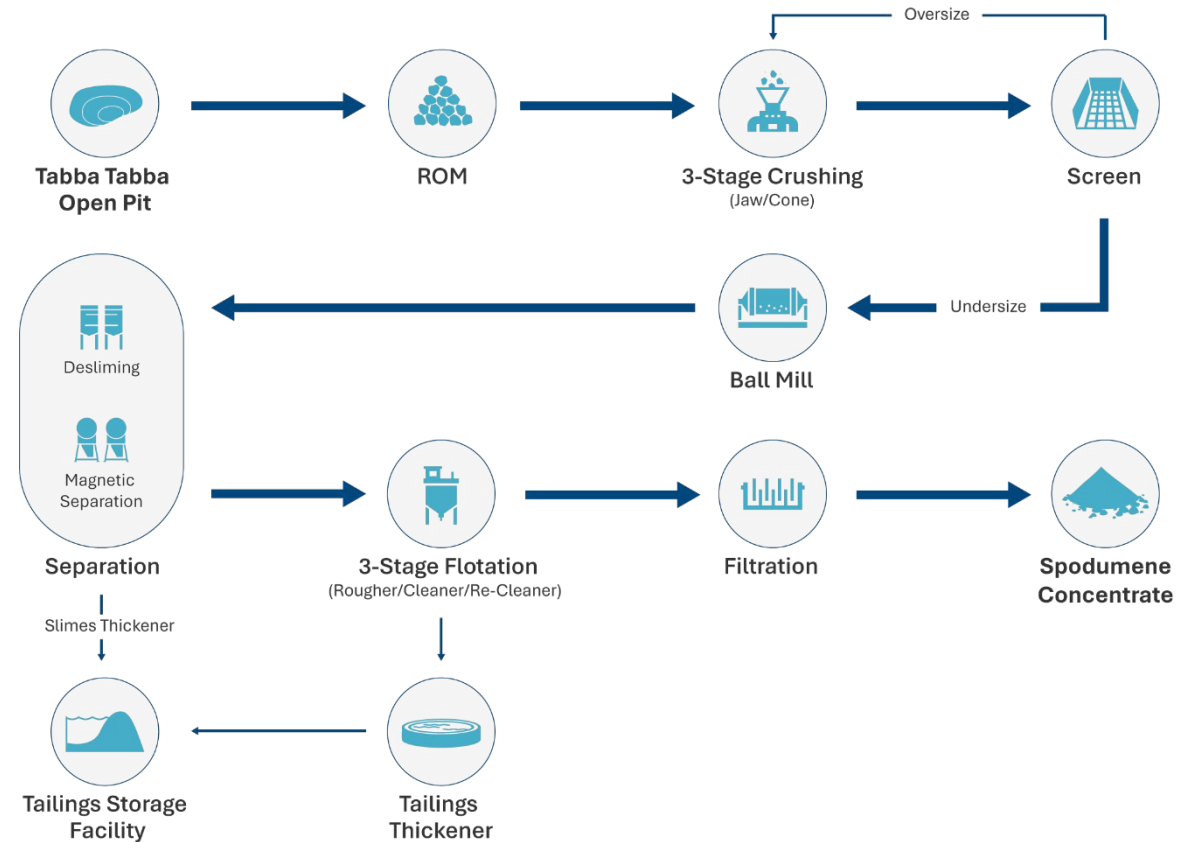 Oversize
Tabba Tabba
Open Pit
ROM
3-Stage Crushing
(Jaw/Cone)
Screen
Desliming
Magnetic
Separation
Separation
Ball Mill
Undersize
3-Stage Flotation
(Rougher/Cleaner/Re-Cleaner)
Filtration
Spodumene
Concentrate
Slimes Thickener
Tailings Storage
Facility
Tailings
Thickener